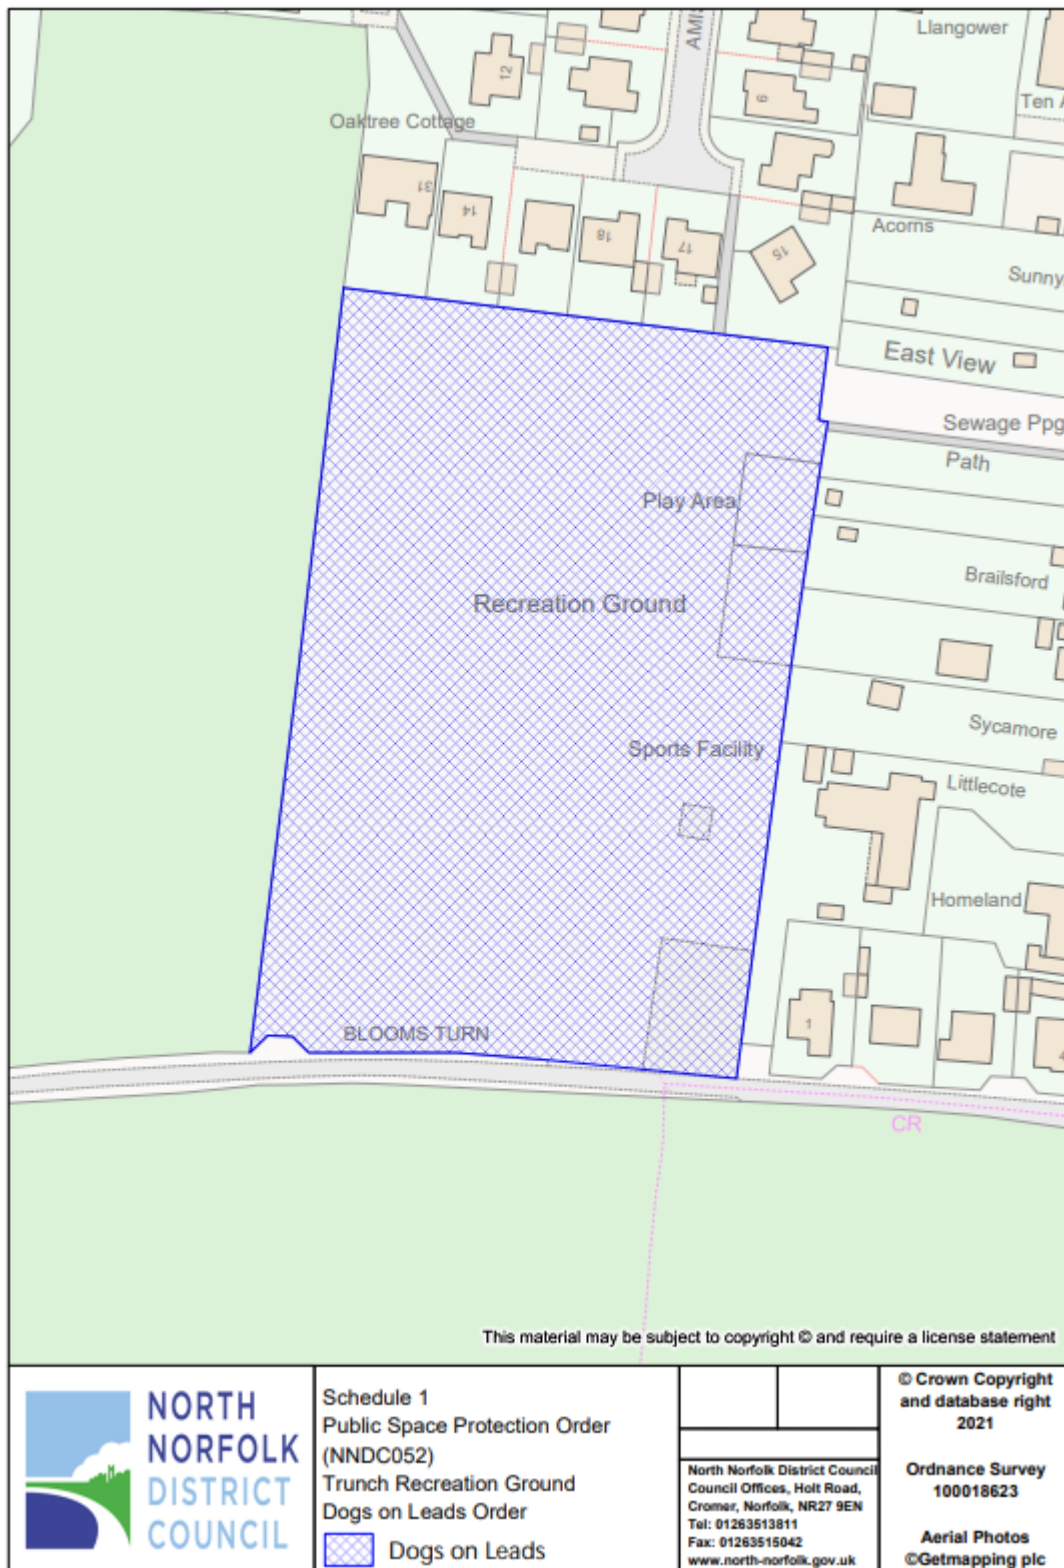 Llangower
AMIS
12
6
Ten A
Oaktree Cottage
31
14
18
17
15
Acorns
Sunny
East View
Sewage Ppg
Path
Play Area
Brailsford
Recreation Ground
Sycamore
Sports Facility
Littlecote
Homeland
1
4
BLOOMS TURN
CR
This material may be subject to copyright © and require a license statement
NORTH
NORFOLK
DISTRICT
COUNCIL
Schedule 1
Public Space Protection Order
(NNDC052)
Trunch Recreation Ground
Dogs on Leads Order
Dogs on Leads
North Norfolk District Council
Council Offices, Holt Road,
Cromer, Norfolk, NR27 9EN
Tel: 01263513811
Fax: 01263515042
www.north-norfolk.gov.uk
© Crown Copyright
and database right
2021
Ordnance Survey
100018623
Aerial Photos
©Getmapping plc